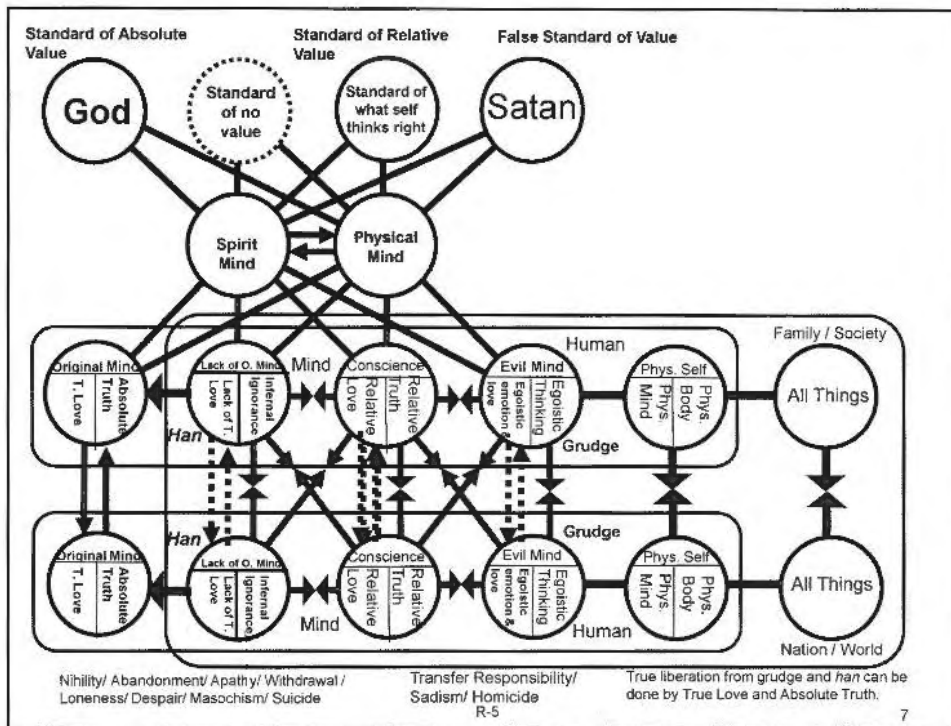 Standard of Absolute
Value
Standard of Relative
Value
False Standard of Value
God
Standard
of no
value
Standard of
what self
thinks right
Satan
Spirit
Mind
Physical
Mind
Family / Society
Human
Mind
Original Mind
Absolute
Truth
T. Love
Lack of O. Mind
Infernal
Ignorance
Lack of T.
Love
Conscience
Relative
Truth
Relative
Love
Evil Mind
Egoistic
Thinking
Egoistic
emotion &
love
Phys. Self
Phys.
Body
Phys.
Mind
All Things
Han
Grudge
Han
Grudge
Original Mind
Absolute
Truth
T. Love
Lack of O. Mind
Infernal
Ignorance
Lack of T.
Love
Conscience
Relative
Truth
Relative
Love
Evil Mind
Egoistic
Thinking
Egoistic
emotion &
love
Phys. Self
Phys.
Body
Phys.
Mind
All Things
Mind
Human
Nation / World
Nihility/ Abandonment/ Apathy/ Withdrawal /
Loneness/ Despair/ Masochism/ Suicide
Transfer Responsibility/
Sadism/ Homicide
R-5
True liberation from grudge and han can be
done by True Love and Absolute Truth.
7